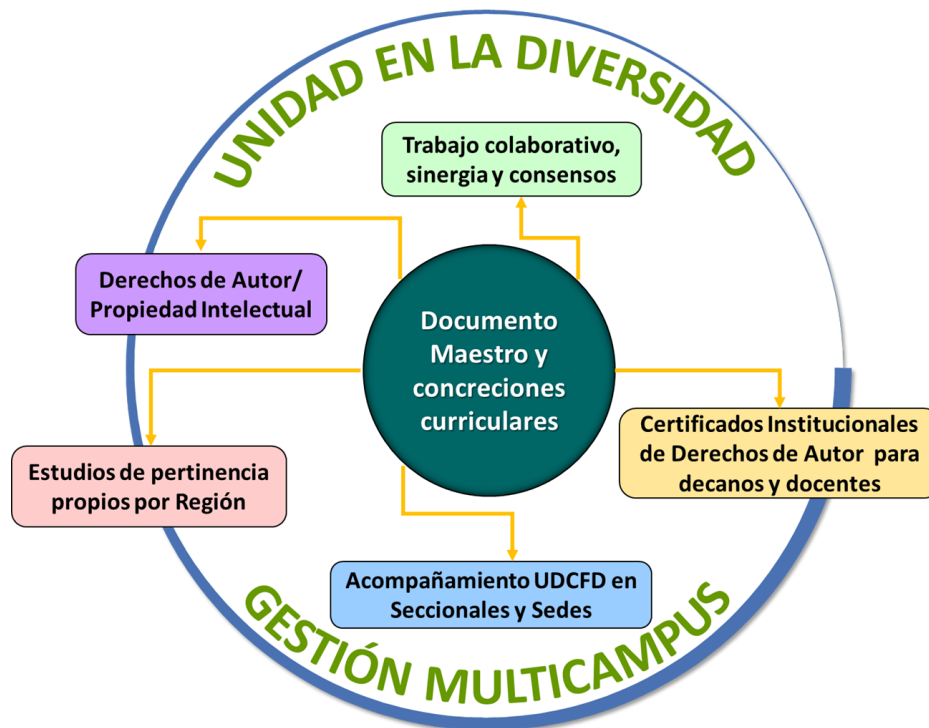 UNIDAD EN LA DIVERSIDAD
Trabajo colaborativo,
sinergia y consensos
Derechos de Autor/
Propiedad Intelectual
Documento
Maestro y
concreciones
curriculares
Certificados Institucionales
de Derechos de Autor para
decanos y docentes
Estudios de pertinencia
propios por Región
Acompañamiento UDCFD en
Seccionales y Sedes
GESTIÓN MULTICAMPUS